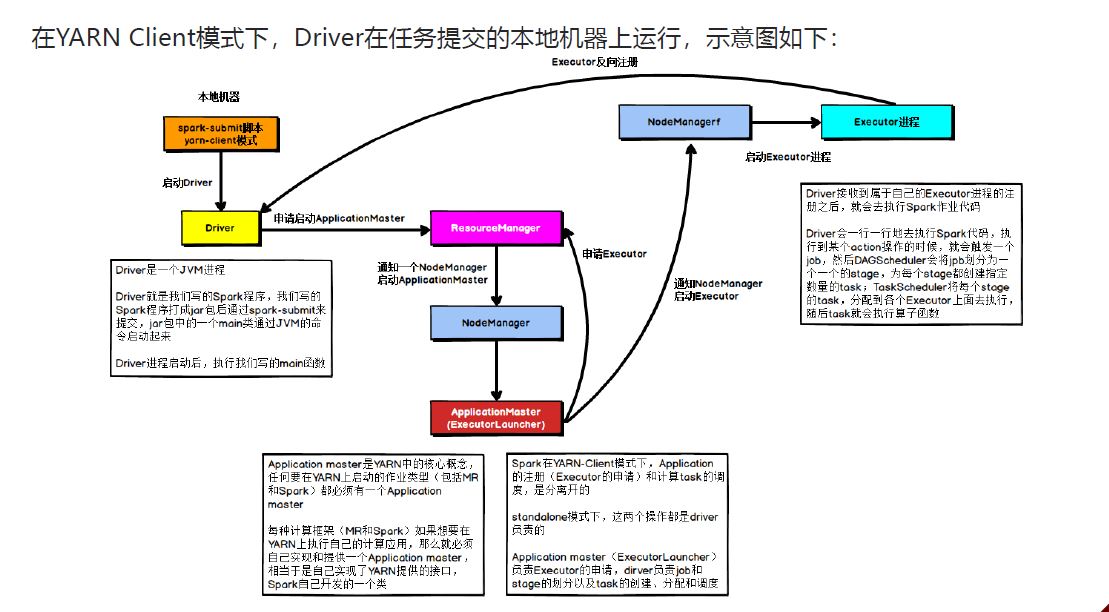 在YARN Client模式下，Driver在任务提交的本地机器上运行，示意图如下：
Executor反向注册
本地机器
spark-submit脚本
yarn-client模式
启动Driver
Driver
申请启动ApplicationMaster
ResourceManager
NodeManagerf
启动Executor进程
Executor进程
通知一个NodeManager
启动ApplicationMaster
申请Executor
通知NodeManager
启动Executor
NodeManager
ApplicationMaster
(ExecutorLauncher)
Driver是一个JVM进程
Driver就是我们写的Spark程序，我们写的
Spark程序打成jar包后通过spark-submit来
提交，jar包中的一个main类通过JVM的命
令启动起来
Driver进程启动后，执行我们写的main函数
Driver接收到属于自己的Executor进程的注
册之后，就会去执行Spark作业代码
Driver会一行一行地去执行Spark代码，执
行到某个action操作的时候，就会触发一个
job，然后DAGScheduler会将jpb划分为一
个一个的stage，为每个stage都创建指定
数量的task；TaskScheduler将每个stage
的task，分配到各个Executor上面去执行，
随后task就会执行算子函数
Application master是YARN中的核心概念，
任何要在YARN上启动的作业类型（包括MR
和Spark）都必须有一个Application
master
每种计算框架（MR和Spark）如果想要在
YARN上执行自己的计算应用，那么就必须
自己实现和提供一个Application master，
相当于是自己实现了YARN提供的接口，
Spark自己开发的一个类
Spark在YARN-Client模式下，Application
的注册（Executor的申请）和计算task的调
度，是分离开的
standalone模式下，这两个操作都是driver
负责的
Application master（ExecutorLauncher）
负责Executor的申请，dirver负责job和
stage的划分以及task的创建、分配和调度